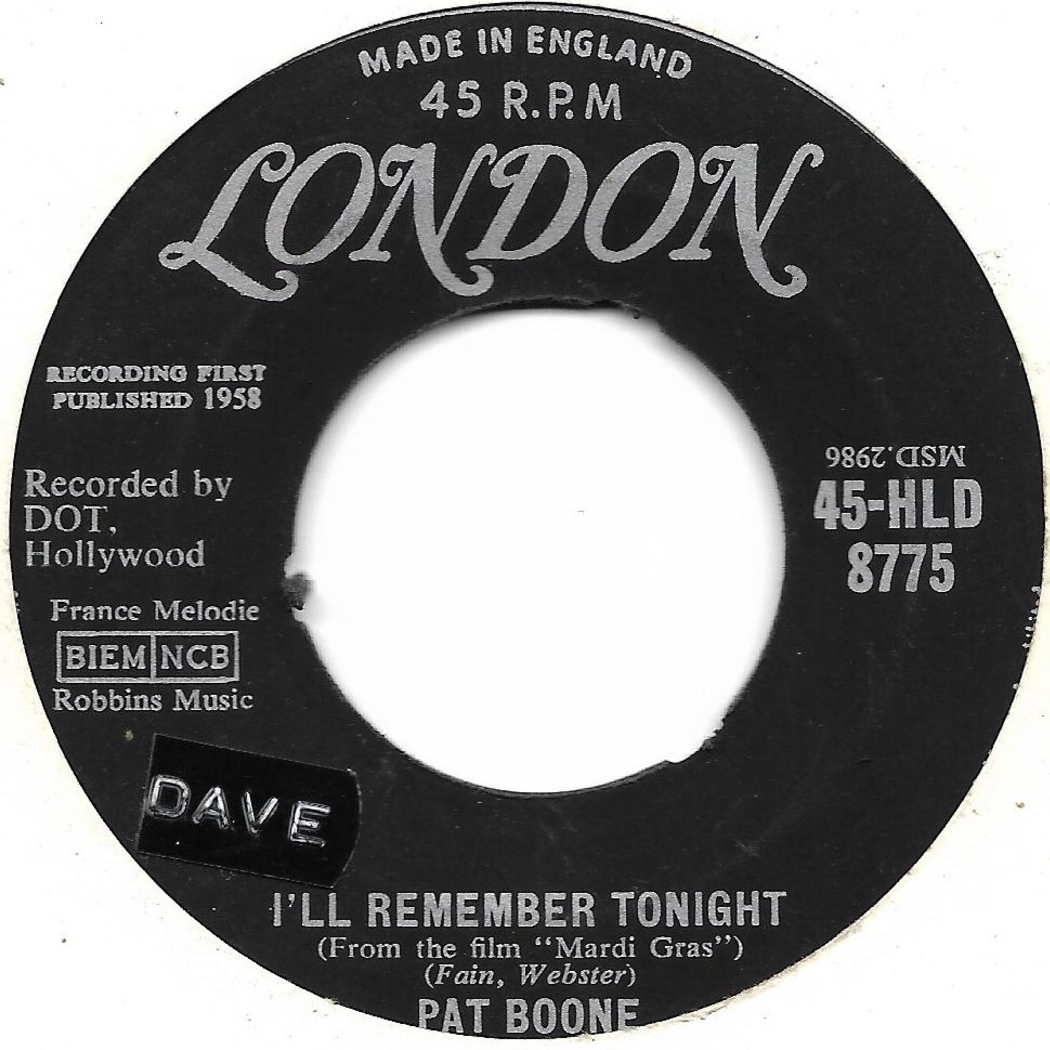 MADE IN ENGLAND
45 R.P.M
LONDON
RECORDING FIRST
PUBLISHED 1958
Recorded by
DOT,
Hollywood
France Melodie
BIEM NCB
Robbins Music
MSD.2986
45-HLD
8775
DAVE
I'LL REMEMBER TONIGHT
(From the film "Mardi Gras")
(Fain, Webster)
PAT BOONE